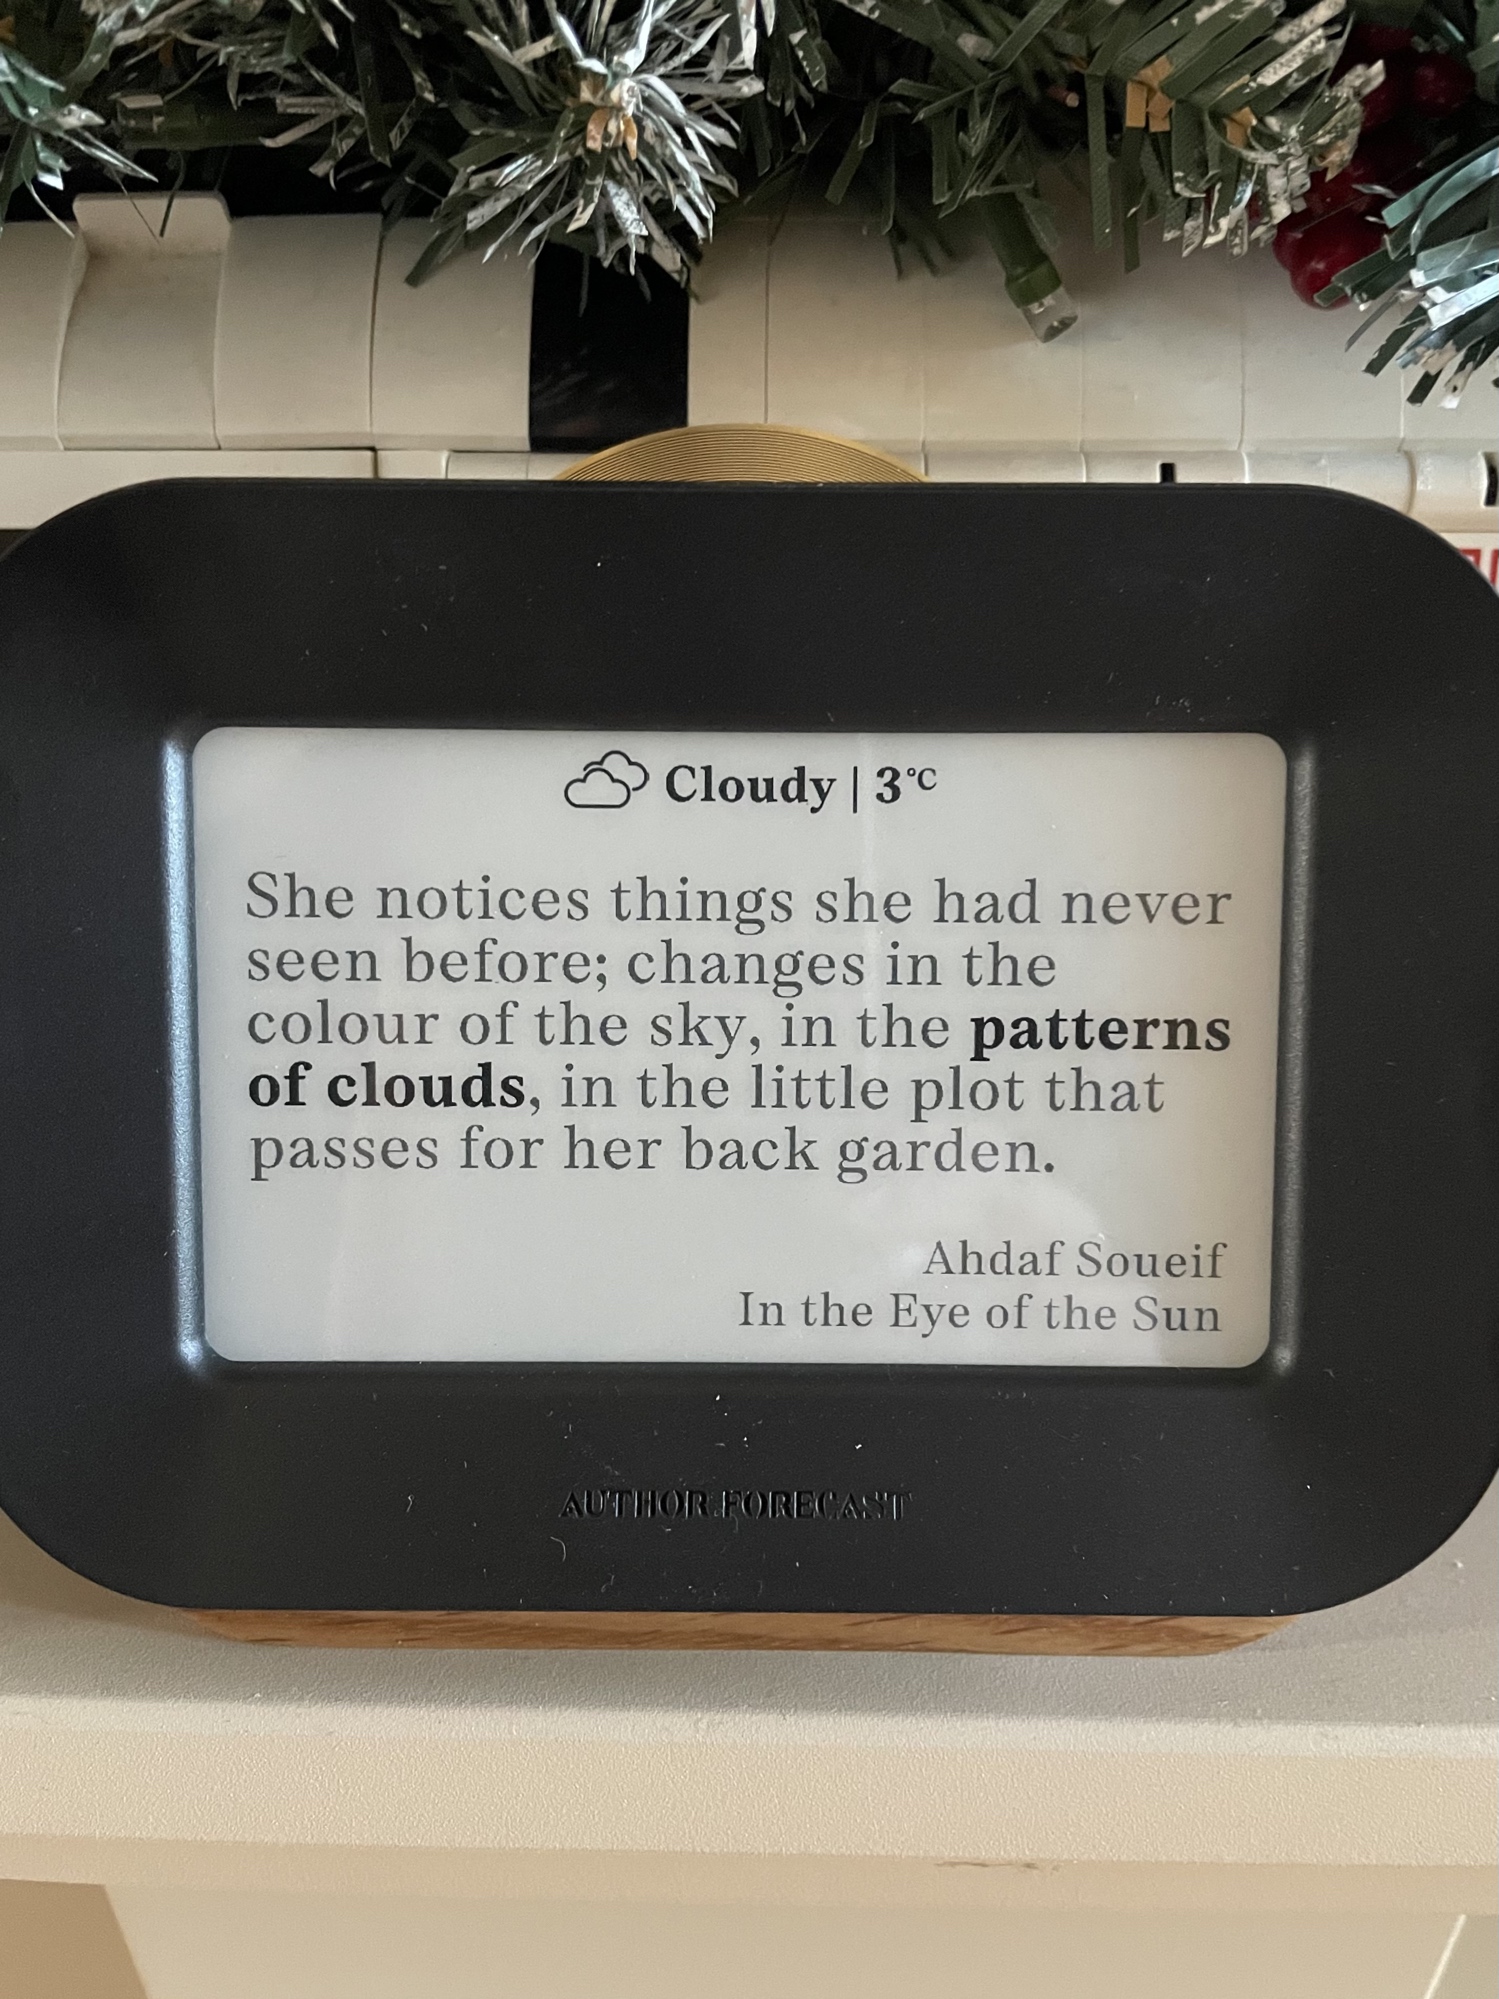 Cloudy | 3°C
She notices things she had never
seen before; changes in the
colour of the sky, in the patterns
of clouds, in the little plot that
passes for her back garden.
Ahdaf Soueif
In the Eye of the Sun
AUTHOR FORECAST